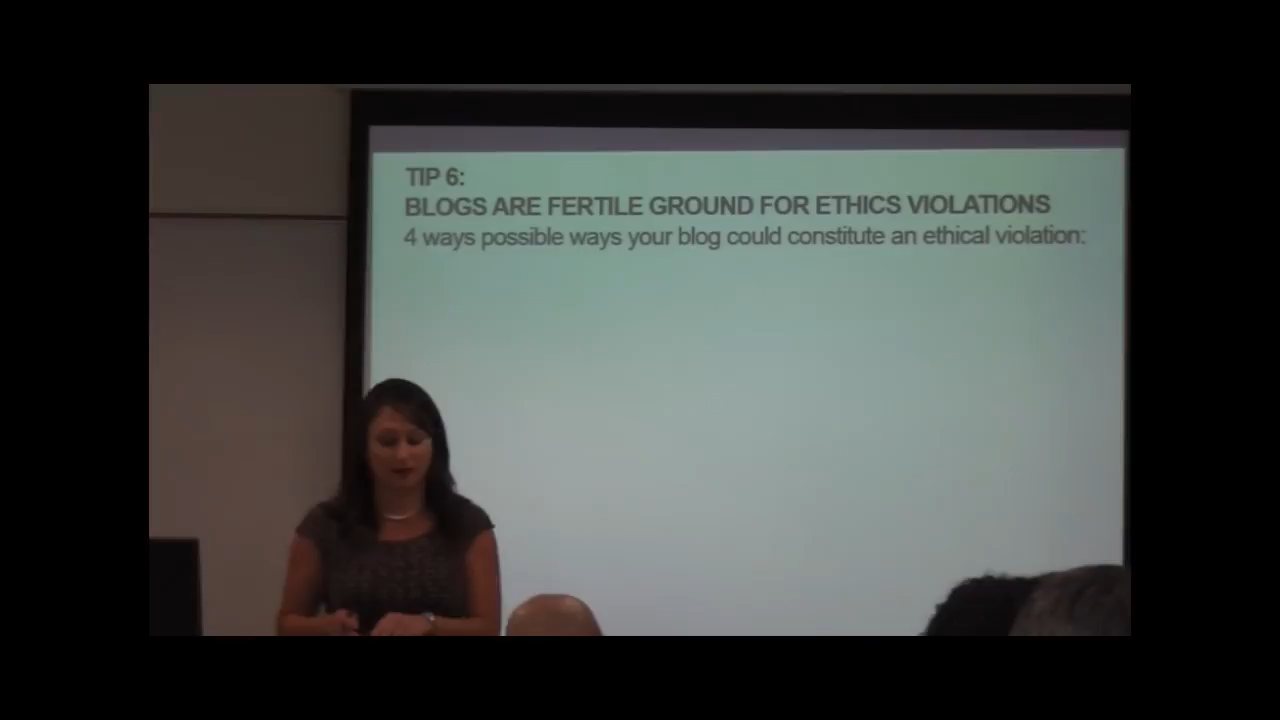 TIP 6:
BLOGS ARE FERTILE GROUND FOR ETHICS VIOLATIONS
4 ways possible ways your blog could constitute an ethical violation: